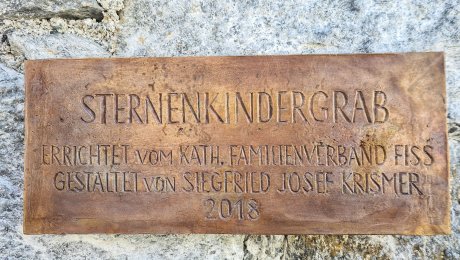 STERNENKINDERGRAB
ERRICHTET VOM KATH. FAMILIENVERBAND FISS
GESTALTET VON SIEGFRIED JOSEF KRISMER
2018